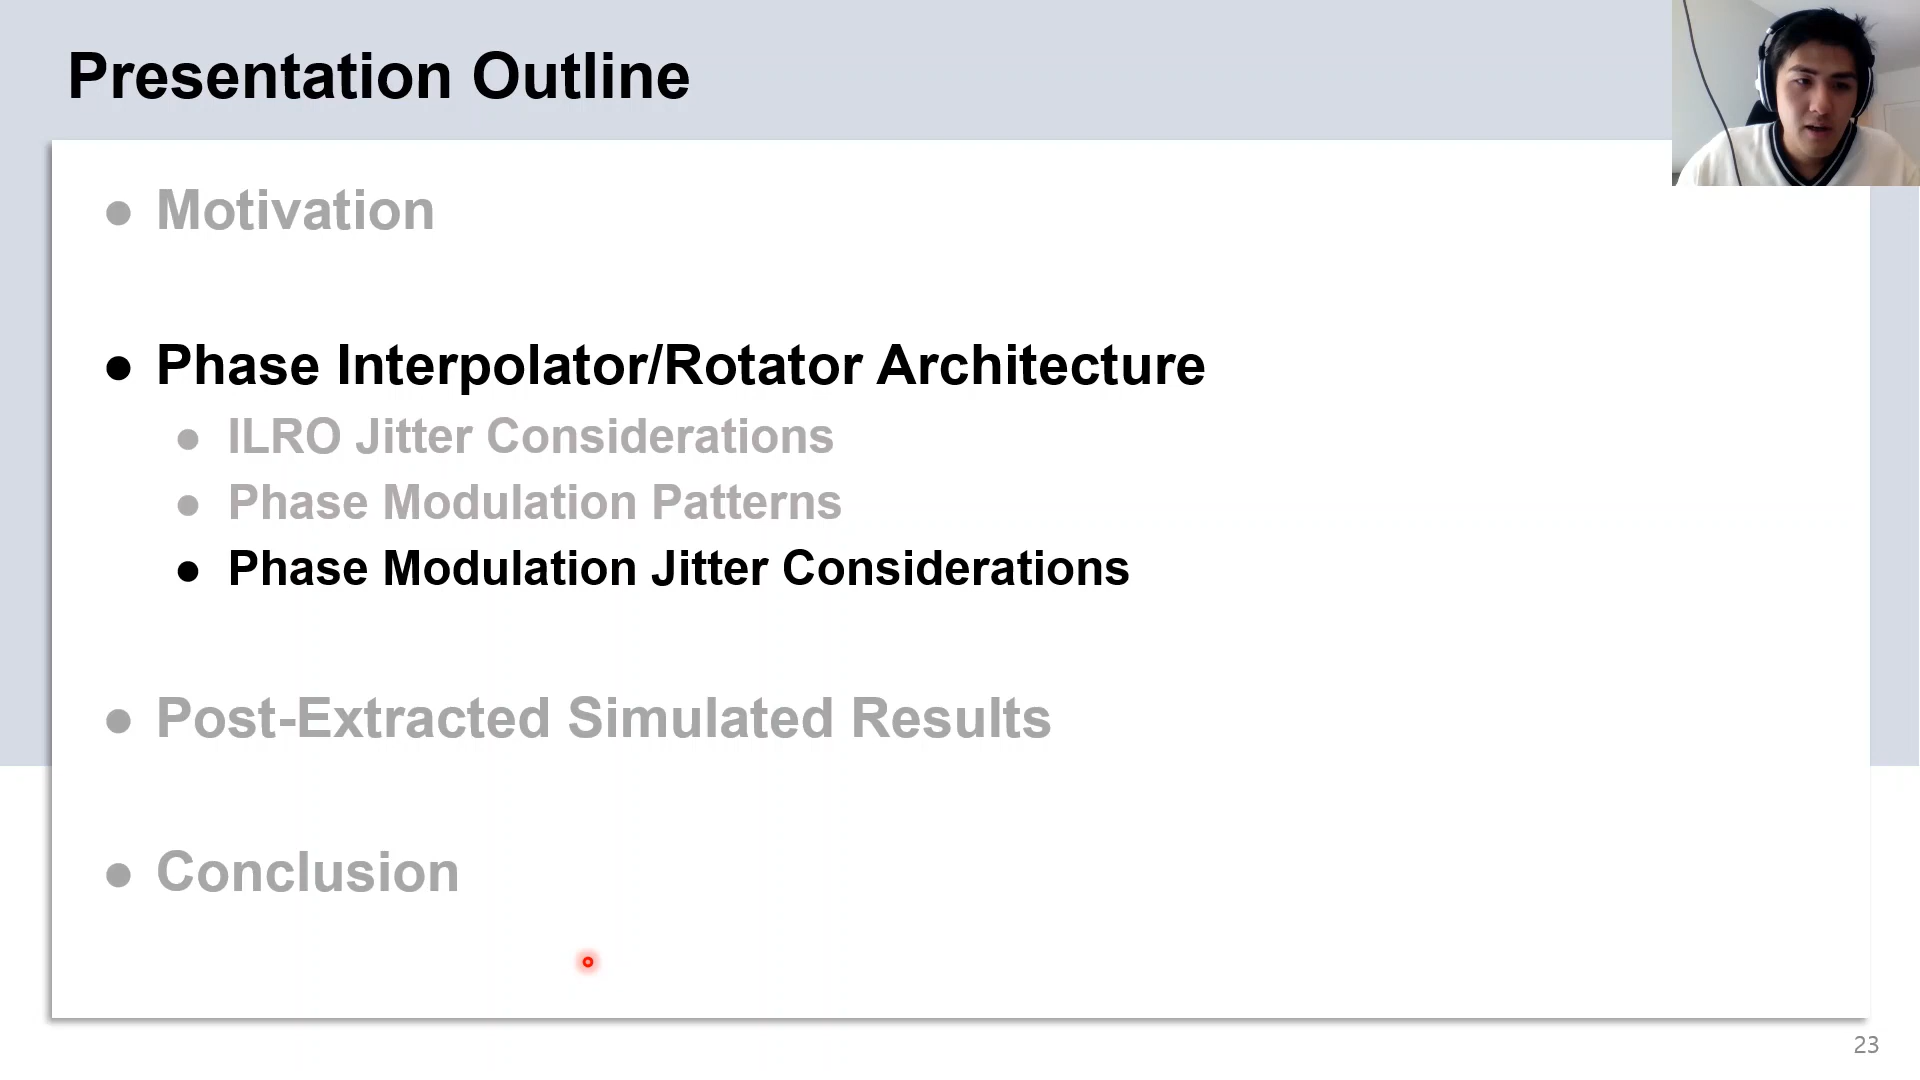 Presentation Outline
● Motivation
● Phase Interpolator/Rotator Architecture
● ILRO Jitter Considerations
● Phase Modulation Patterns
● Phase Modulation Jitter Considerations
● Post-Extracted Simulated Results
● Conclusion
23